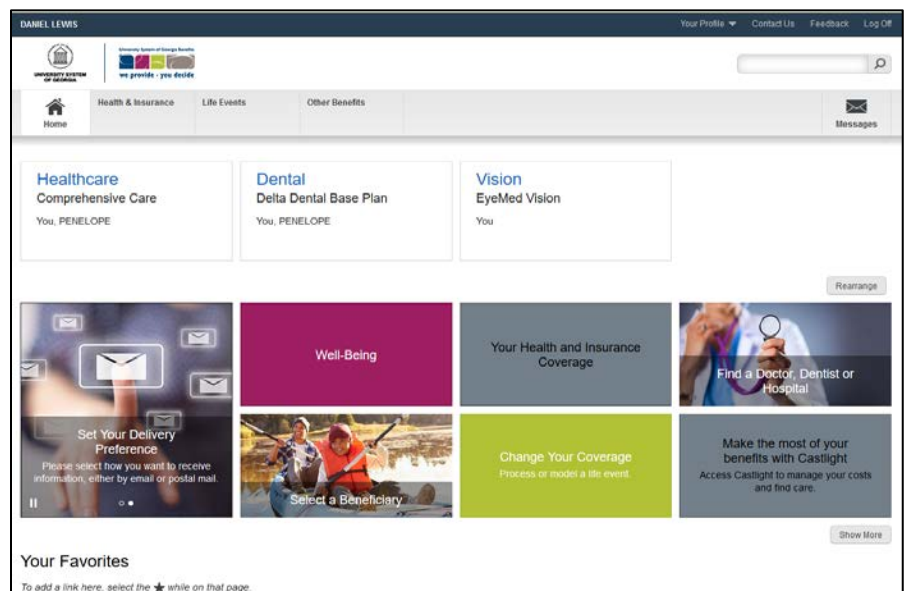 DANIEL LEWIS
Your Profile Contact Us Feedback Log Off
UNIVERSITY SYSTEM
OF GEORGIA
University System of Georgia Benefits
we provide - you decide
Home
Health & Insurance
Life Events
Other Benefits
Messages
Healthcare
Comprehensive Care
You, PENELOPE
Dental
Delta Dental Base Plan
You, PENELOPE
Vision
EyeMed Vision
You
Rearrange
Set Your Delivery
Preference
Please select how you want to receive
information, either by email or postal mail.
Well-Being
Your Health and Insurance
Coverage
Find a Doctor, Dentist or
Hospital
Select a Beneficiary
Change Your Coverage
Process or model a life event.
Make the most of your
benefits with Castlight
Access Castlight to manage your costs
and find care.
Show More
Your Favorites
To add a link here, select the ★ while on that page.